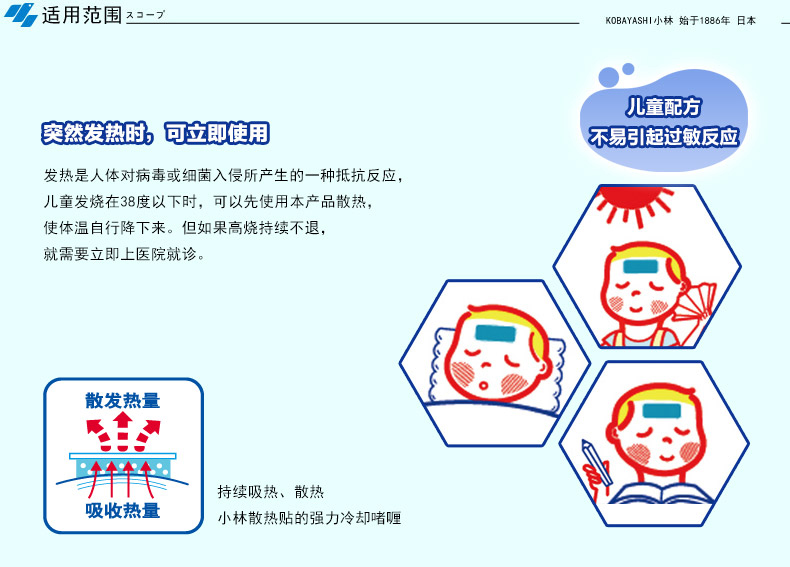 适用范围 スコープ
KOBAYASHI小林 始于1886年 日本
儿童配方
不易引起过敏反应
突然发热时，可立即使用
发热是人体对病毒或细菌入侵所产生的一种抵抗反应，
儿童发烧在38度以下时，可以先使用本产品散热，
使体温自行降下来。但如果高烧持续不退，
就需要立即上医院就诊。
散发热量
吸收热量
持续吸热、散热
小林散热贴的强力冷却啫喱